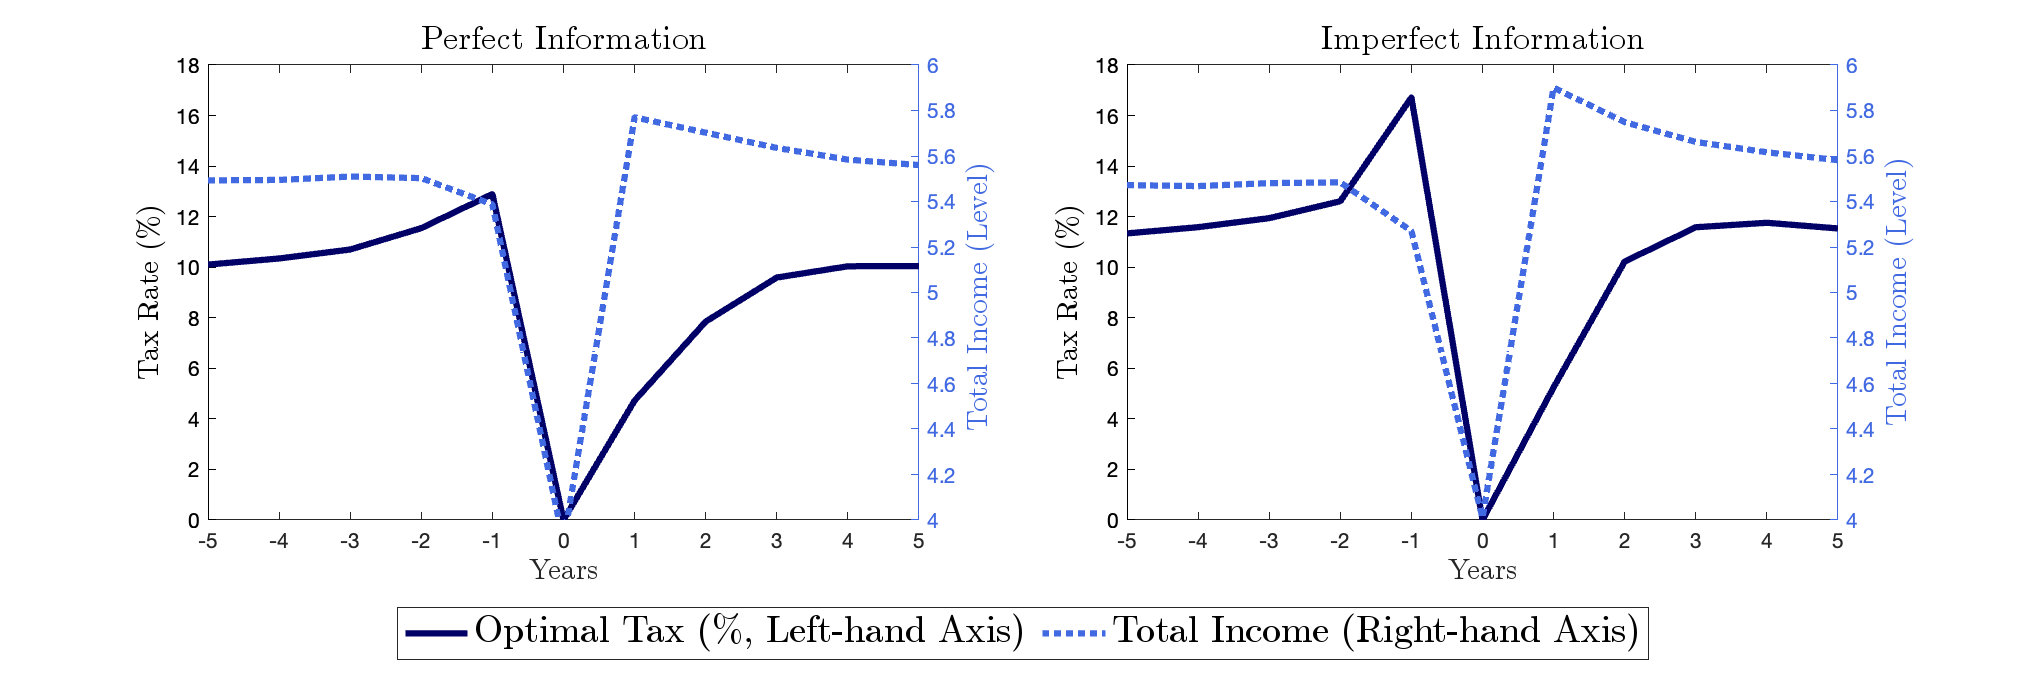 Perfect Information
18 16 14 12 10 8 6 4 2 0
Tax Rate (%)
6 5.8 5.6 5.4 5.2 5 4.8 4.6 4.4 4.2 4
Total Income (Level)
-5 -4 -3 -2 -1 0 1 2 3 4 5
Years
Imperfect Information
18 16 14 12 10 8 6 4 2 0
Tax Rate (%)
6 5.8 5.6 5.4 5.2 5 4.8 4.6 4.4 4.2 4
Total Income (Level)
-5 -4 -3 -2 -1 0 1 2 3 4 5
Years
Optimal Tax (%, Left-hand Axis) Total Income (Right-hand Axis)